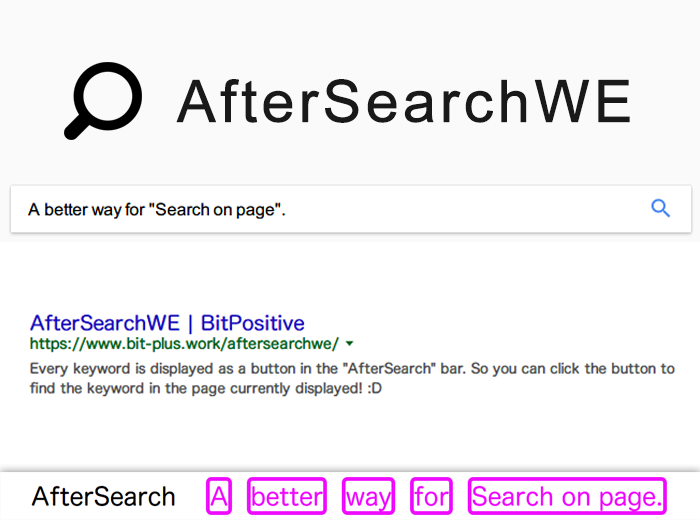 AfterSearchWE
A better way for "Search on page".
AfterSearchWE | BitPositive
https://www.bit-plus.work/aftersearchwe/
Every keyword is displayed as a button in the "AfterSearch" bar. So you can click the button to
find the keyword in the page currently displayed! :D
AfterSearch A better way for Search on page.